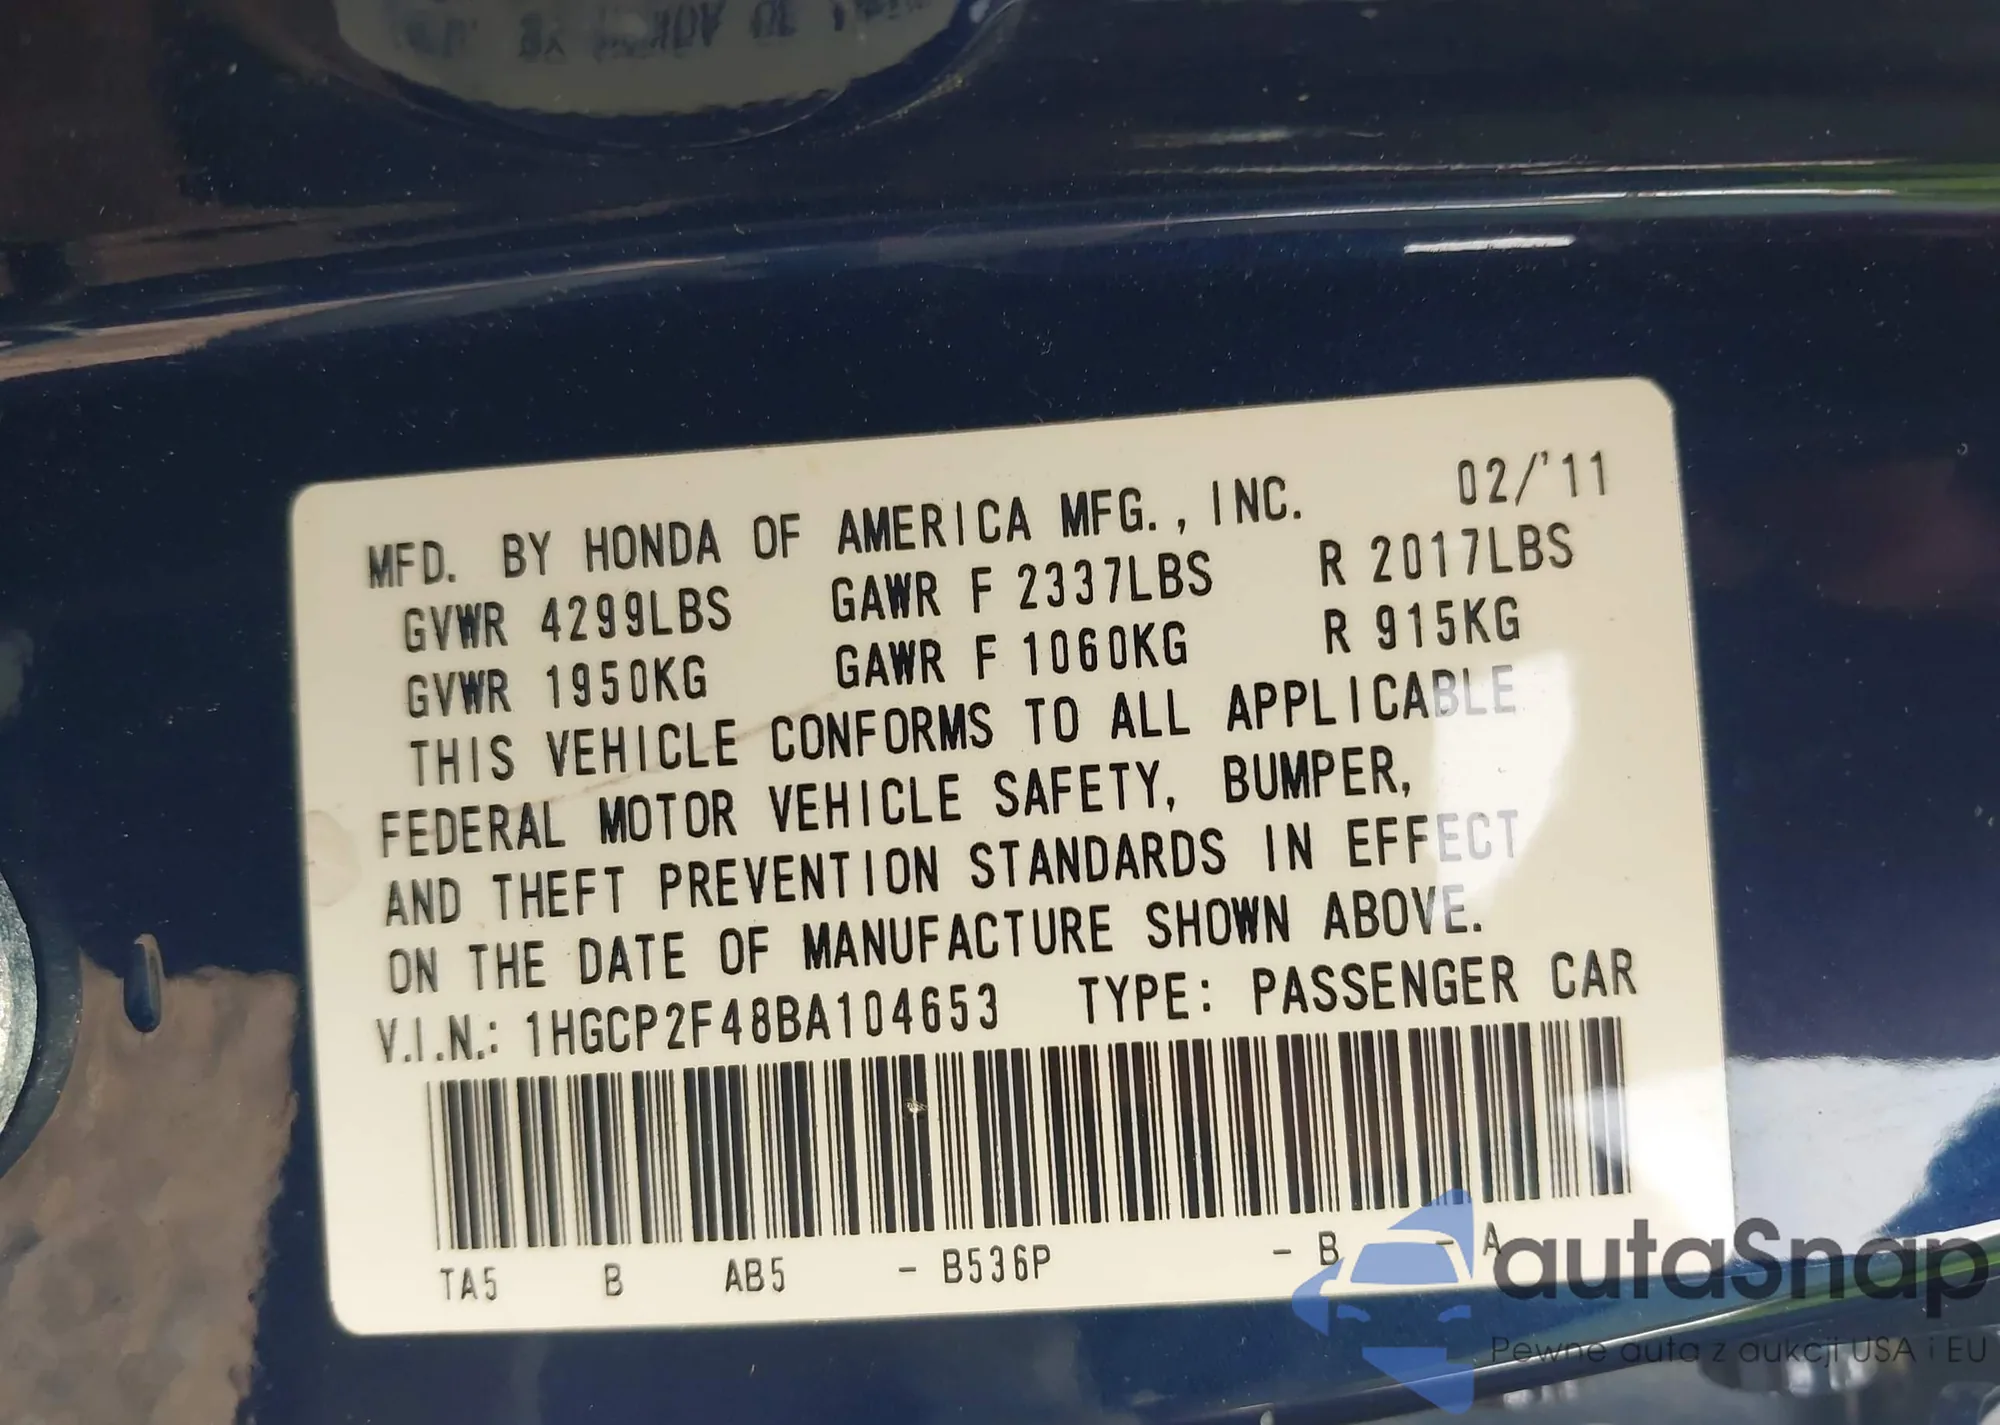 MFD. BY HONDA OF AMERICA MFG., INC. 02/'11
GVWR 4299LBS GAWR F 2337LBS R 2017LBS
GVWR 1950KG GAWR F 1060KG R 915KG
THIS VEHICLE CONFORMS TO ALL APPLICABLE
FEDERAL MOTOR VEHICLE SAFETY, BUMPER,
AND THEFT PREVENTION STANDARDS IN EFFECT
ON THE DATE OF MANUFACTURE SHOWN ABOVE.
V.I.N.: 1HGCP2F48BA104653 TYPE: PASSENGER CAR
TA5 B AB5 - B536P - B - A
autaSnap
Pewne auta z aukcji USA i EU